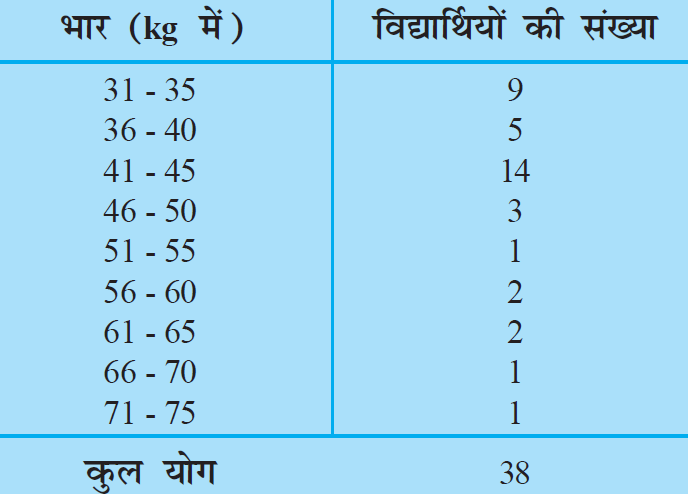 भार (kg में) विद्यार्थियों की संख्या
31 - 35 9
36 - 40 5
41 - 45 14
46 - 50 3
51 - 55 1
56 - 60 2
61 - 65 2
66 - 70 1
71 - 75 1
कुल योग 38